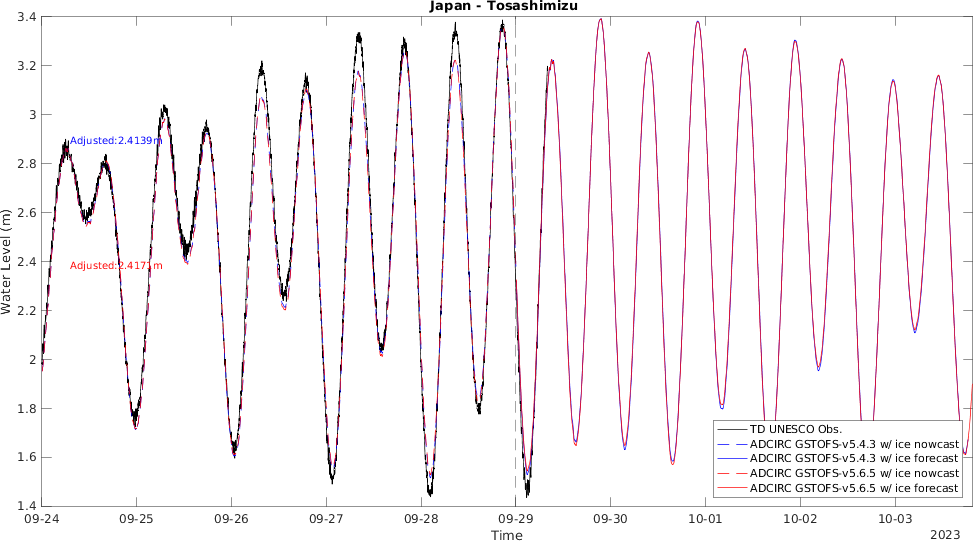 Japan - Tosashimizu
3.4
3.2
3
2.8
2.6
2.4
2.2
2
1.8
1.6
1.4
Water Level (m)
Adjusted:2.4139m
Adjusted:2.4171m
TD UNESCO Obs.
ADCIRC GSTOFS-v5.4.3 w/ ice nowcast
ADCIRC GSTOFS-v5.4.3 w/ ice forecast
ADCIRC GSTOFS-v5.6.5 w/ ice nowcast
ADCIRC GSTOFS-v5.6.5 w/ ice forecast
09-24 09-25 09-26 09-27 09-28 09-29 09-30 10-01 10-02 10-03
Time
2023